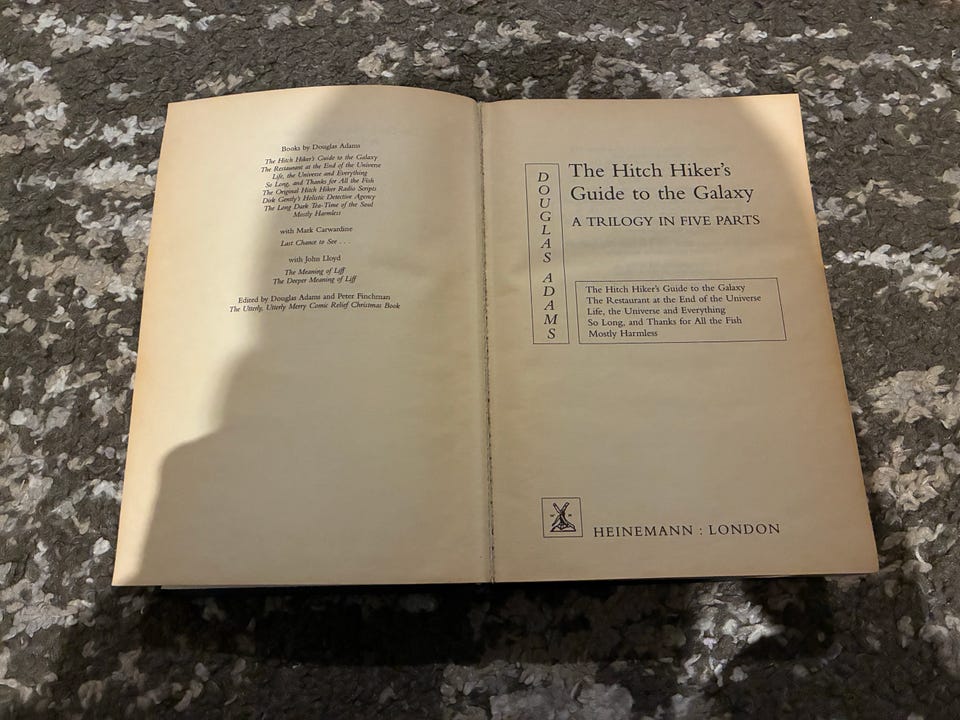 Books by Douglas Adams
The Hitch Hiker's Guide to the Galaxy
The Restaurant at the End of the Universe
Life, the Universe and Everything
So Long, and Thanks for All the Fish
The Original Hitch Hiker Radio Scripts
Dirk Gently's Holistic Detective Agency
The Long Dark Tea-Time of the Soul
Mostly Harmless
with Mark Carwardine
Last Chance to See . . .
with John Lloyd
The Meaning of Liff
The Deeper Meaning of Liff
Edited by Douglas Adams and Peter Finchman
The Utterly, Utterly Merry Comic Relief Christmas Book
DOUGLAS ADAMS
The Hitch Hiker's
Guide to the Galaxy
A TRILOGY IN FIVE PARTS
The Hitch Hiker's Guide to the Galaxy
The Restaurant at the End of the Universe
Life, the Universe and Everything
So Long, and Thanks for All the Fish
Mostly Harmless
HEINEMANN : LONDON